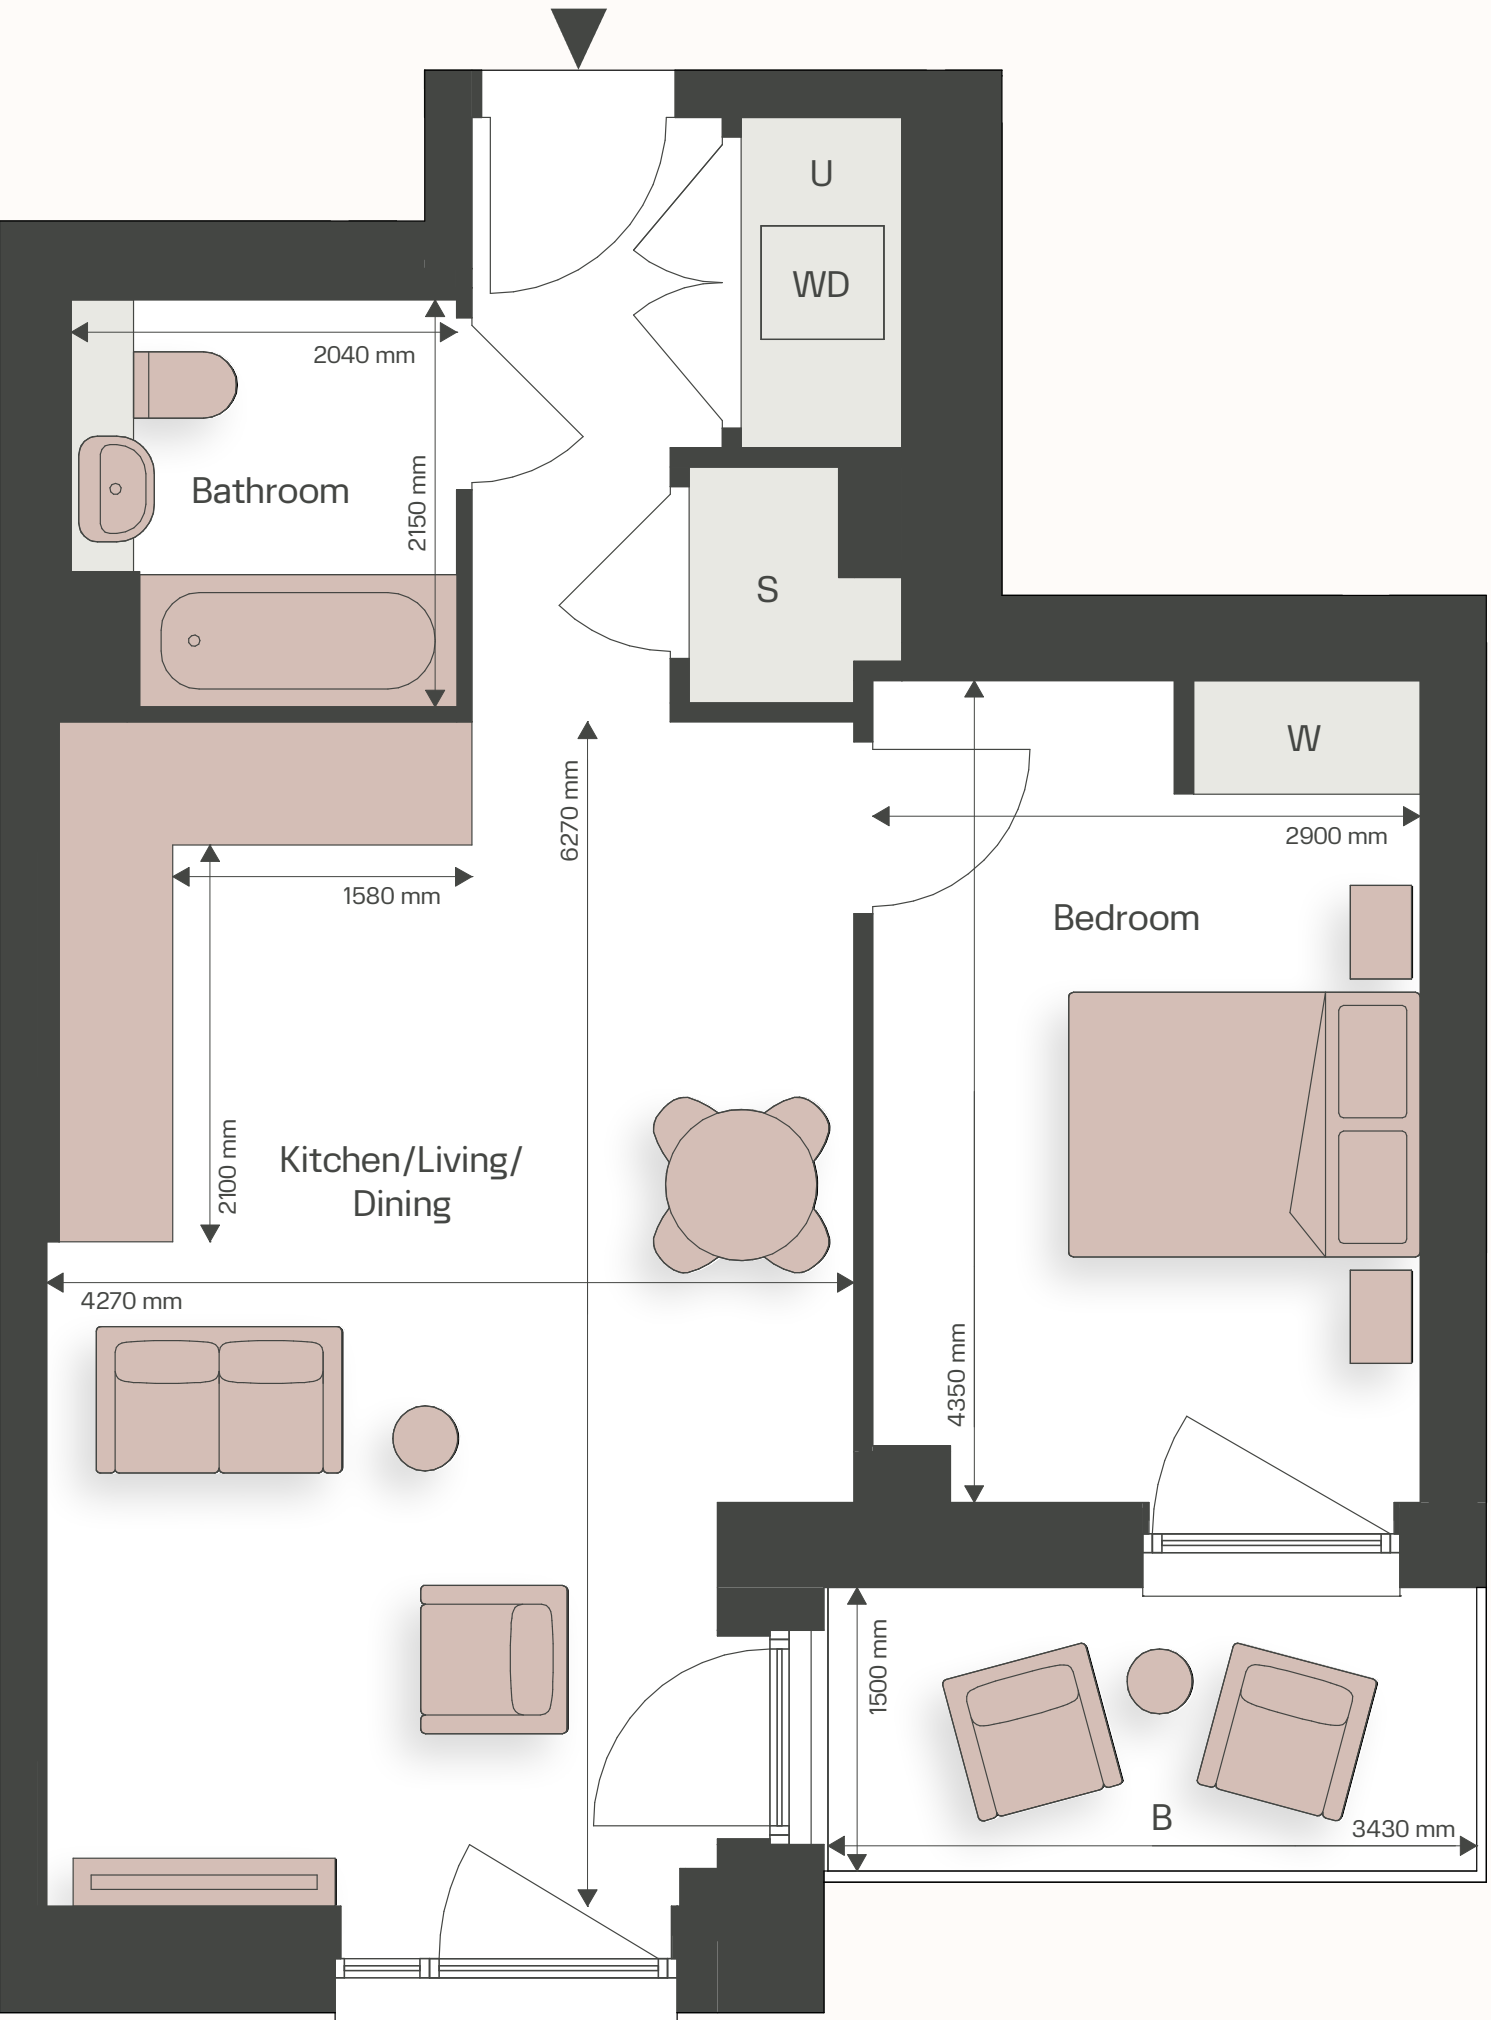 U
WD
2040 mm
2150 mm
Bathroom
S
W
6270 mm
2900 mm
1580 mm
Bedroom
2100 mm
Kitchen/Living/
Dining
4270 mm
4350 mm
1500 mm
B
3430 mm